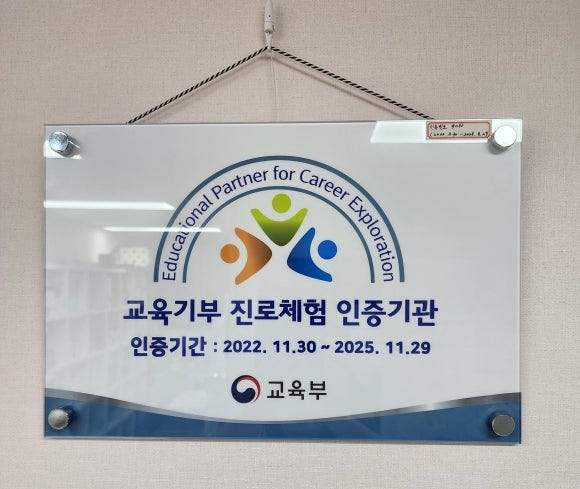 Educational Partner for Career Exploration
교육기부 진로체험 인증기관
인증기간 : 2022. 11.30 ~ 2025. 11.29
교육부